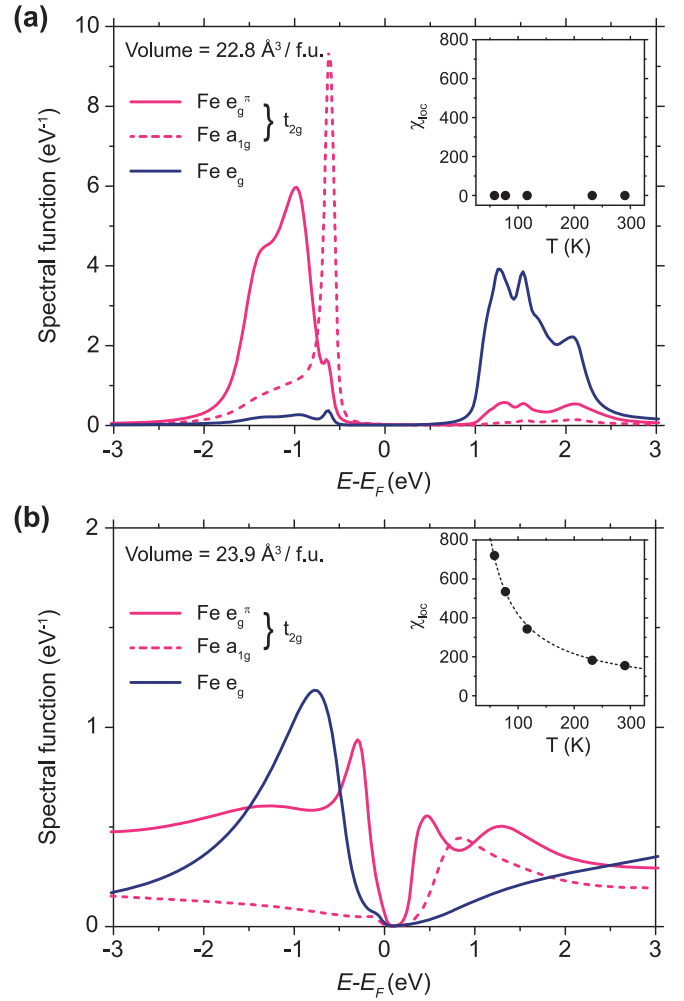 (a)
Volume = 22.8 Å³ / f.u.
Fe e_g^π
Fe a_1g
} t_2g
Fe e_g
Spectral function (eV⁻¹)
10
8
6
4
2
0
-3 -2 -1 0 1 2 3
E-E_F (eV)
χ_loc
800
600
400
200
0
100 200 300
T (K)
(b)
Volume = 23.9 Å³ / f.u.
Fe e_g^π
Fe a_1g
} t_2g
Fe e_g
Spectral function (eV⁻¹)
2
1
0
-3 -2 -1 0 1 2 3
E-E_F (eV)
χ_loc
800
600
400
200
0
100 200 300
T (K)